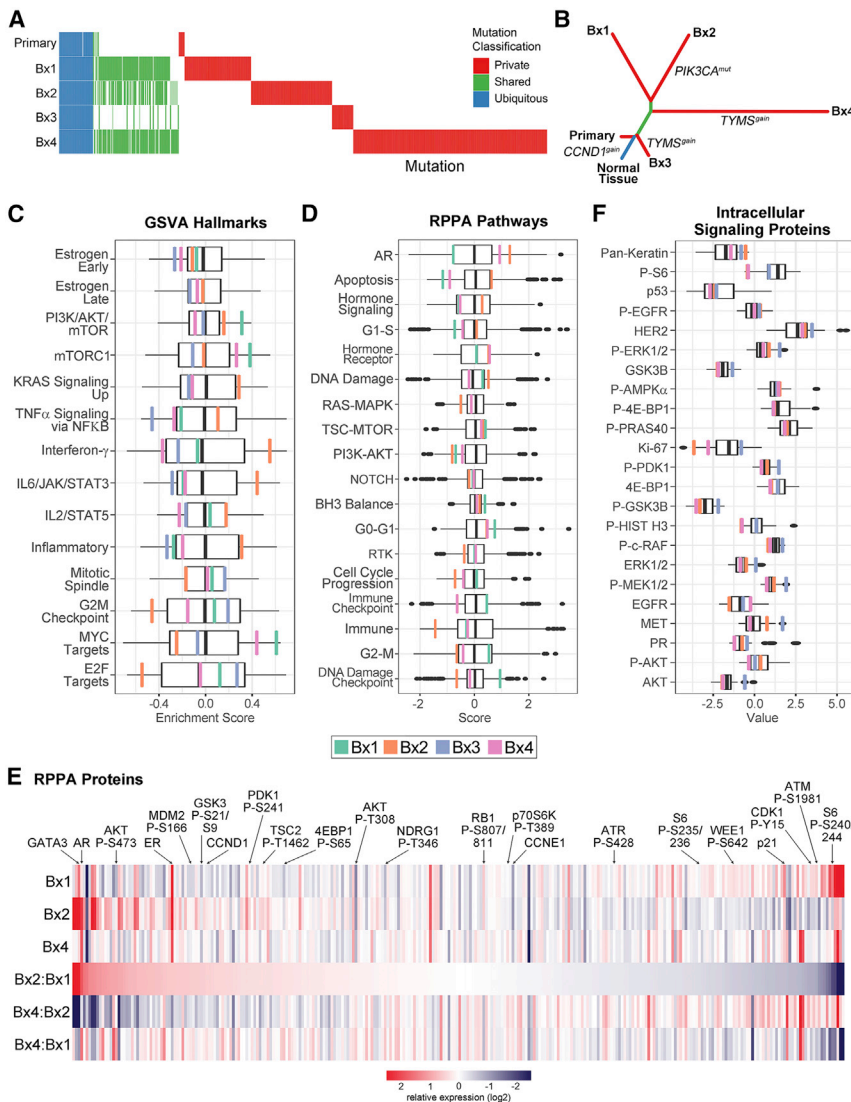 A
Primary
Bx1
Bx2
Bx3
Bx4
Mutation
Classification
Private
Shared
Ubiquitous
Mutation
B
Bx1
Bx2
PIK3CAmut
Bx4
TYMSgain
Primary
CCND1gain
TYMSgain
Bx3
Normal
Tissue
C
GSVA Hallmarks
Estrogen
Early
Estrogen
Late
PI3K/AKT/
mTOR
mTORC1
KRAS Signaling
Up
TNFα Signaling
via NFKB
Interferon-γ
IL6/JAK/STAT3
IL2/STAT5
Inflammatory
Mitotic
Spindle
G2M
Checkpoint
MYC
Targets
E2F
Targets
-0.4 0.0 0.4
Enrichment Score
D
RPPA Pathways
AR
Apoptosis
Hormone
Signaling
G1-S
Hormone
Receptor
DNA Damage
RAS-MAPK
TSC-MTOR
PI3K-AKT
NOTCH
BH3 Balance
G0-G1
RTK
Cell Cycle
Progression
Immune
Checkpoint
Immune
G2-M
DNA Damage
Checkpoint
-2 0 2
Score
F
Intracellular
Signaling Proteins
Pan-Keratin
P-S6
p53
P-EGFR
HER2
P-ERK1/2
GSK3B
P-AMPKα
P-4E-BP1
P-PRAS40
Ki-67
P-PDK1
4E-BP1
P-GSK3B
P-HIST H3
P-c-RAF
ERK1/2
P-MEK1/2
EGFR
MET
PR
P-AKT
AKT
-2.5 0 2.5 5.0
Value
Bx1 Bx2 Bx3 Bx4
E
RPPA Proteins
GATA3
AR
AKT
P-S473
MDM2
P-S166
ER
GSK3
P-S21/
S9
CCND1
PDK1
P-S241
TSC2
P-T1462
4EBP1
P-S65
AKT
P-T308
NDRG1
P-T346
RB1
P-S807/
811
p70S6K
P-T389
CCNE1
ATR
P-S428
S6
P-S235/
236
WEE1
P-S642
CDK1
P-Y15
p21
ATM
P-S1981
S6
P-S240
244
Bx1
Bx2
Bx4
Bx2:Bx1
Bx4:Bx2
Bx4:Bx1
2 1 0 -1 -2
relative expression (log2)